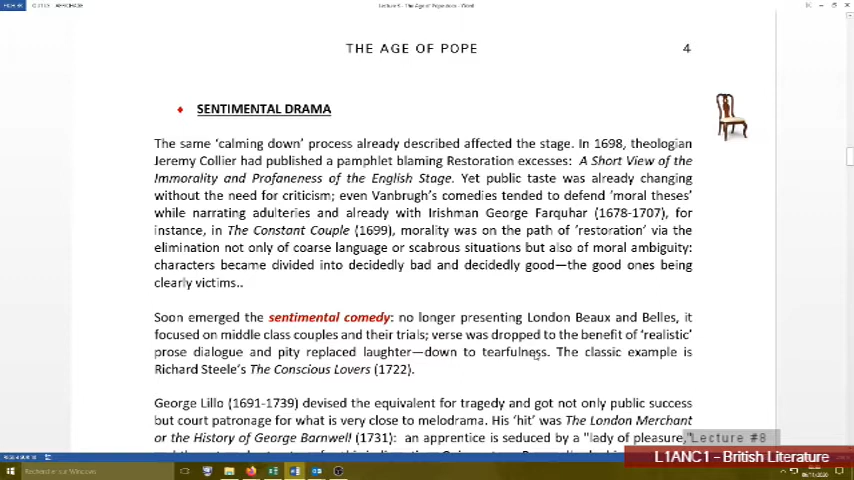 FICHIER OUTILS AFFICHAGE
THE AGE OF POPE 4
♦ SENTIMENTAL DRAMA
The same ‘calming down’ process already described affected the stage. In 1698, theologian
Jeremy Collier had published a pamphlet blaming Restoration excesses: A Short View of the
Immorality and Profaneness of the English Stage. Yet public taste was already changing
without the need for criticism; even Vanbrugh’s comedies tended to defend ‘moral theses’
while narrating adulteries and already with Irishman George Farquhar (1678-1707), for
instance, in The Constant Couple (1699), morality was on the path of ‘restoration’ via the
elimination not only of coarse language or scabrous situations but also of moral ambiguity:
characters became divided into decidedly bad and decidedly good—the good ones being
clearly victims..
Soon emerged the sentimental comedy: no longer presenting London Beaux and Belles, it
focused on middle class couples and their trials; verse was dropped to the benefit of ‘realistic’
prose dialogue and pity replaced laughter—down to tearfulness. The classic example is
Richard Steele’s The Conscious Lovers (1722).
George Lillo (1691-1739) devised the equivalent for tragedy and got not only public success
but court patronage for what is very close to melodrama. His ‘hit’ was The London Merchant
or the History of George Barnwell (1731): an apprentice is seduced by a "lady of pleasure,"
Lecture #8
L1ANC1 – British Literature
Rechercher sur Windows